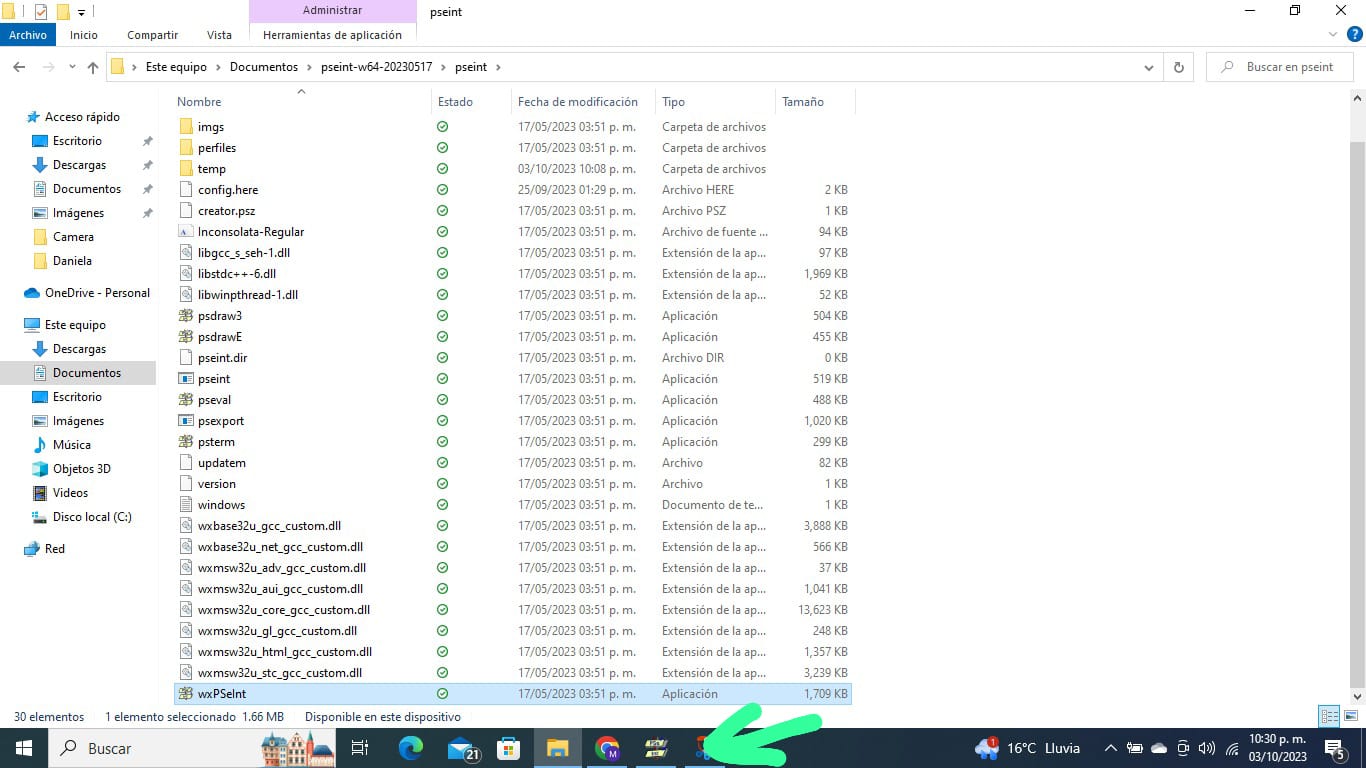 Administrar
pseint
Archivo
Inicio
Compartir
Vista
Herramientas de aplicación
Este equipo
Documentos
pseint-w64-20230517
pseint
Buscar en pseint
Acceso rápido
Escritorio
Descargas
Documentos
Imágenes
Camera
Daniela
OneDrive - Personal
Este equipo
Descargas
Documentos
Escritorio
Imágenes
Música
Objetos 3D
Videos
Disco local (C:)
Red
Nombre Estado Fecha de modificación Tipo Tamaño
imgs 17/05/2023 03:51 p. m. Carpeta de archivos
perfiles 17/05/2023 03:51 p. m. Carpeta de archivos
temp 03/10/2023 10:08 p. m. Carpeta de archivos
config.here 25/09/2023 01:29 p. m. Archivo HERE 2 KB
creator.psz 17/05/2023 03:51 p. m. Archivo PSZ 1 KB
Inconsolata-Regular 17/05/2023 03:51 p. m. Archivo de fuente ... 94 KB
libgcc_s_seh-1.dll 17/05/2023 03:51 p. m. Extensión de la ap... 97 KB
libstdc++-6.dll 17/05/2023 03:51 p. m. Extensión de la ap... 1,969 KB
libwinpthread-1.dll 17/05/2023 03:51 p. m. Extensión de la ap... 52 KB
psdraw3 17/05/2023 03:51 p. m. Aplicación 504 KB
psdrawE 17/05/2023 03:51 p. m. Aplicación 455 KB
pseint.dir 17/05/2023 03:51 p. m. Archivo DIR 0 KB
pseint 17/05/2023 03:51 p. m. Aplicación 519 KB
pseval 17/05/2023 03:51 p. m. Aplicación 488 KB
psexport 17/05/2023 03:51 p. m. Aplicación 1,020 KB
psterm 17/05/2023 03:51 p. m. Aplicación 299 KB
updatem 17/05/2023 03:51 p. m. Archivo 82 KB
version 17/05/2023 03:51 p. m. Archivo 1 KB
windows 17/05/2023 03:51 p. m. Documento de te... 1 KB
wxbase32u_gcc_custom.dll 17/05/2023 03:51 p. m. Extensión de la ap... 3,888 KB
wxbase32u_net_gcc_custom.dll 17/05/2023 03:51 p. m. Extensión de la ap... 566 KB
wxmsw32u_adv_gcc_custom.dll 17/05/2023 03:51 p. m. Extensión de la ap... 37 KB
wxmsw32u_aui_gcc_custom.dll 17/05/2023 03:51 p. m. Extensión de la ap... 1,041 KB
wxmsw32u_core_gcc_custom.dll 17/05/2023 03:51 p. m. Extensión de la ap... 13,623 KB
wxmsw32u_gl_gcc_custom.dll 17/05/2023 03:51 p. m. Extensión de la ap... 248 KB
wxmsw32u_html_gcc_custom.dll 17/05/2023 03:51 p. m. Extensión de la ap... 1,357 KB
wxmsw32u_stc_gcc_custom.dll 17/05/2023 03:51 p. m. Extensión de la ap... 3,239 KB
wxPSeInt 17/05/2023 03:51 p. m. Aplicación 1,709 KB
30 elementos 1 elemento seleccionado 1.66 MB Disponible en este dispositivo
Buscar
21
M
1
16°C Lluvia
10:30 p. m.
03/10/2023
5